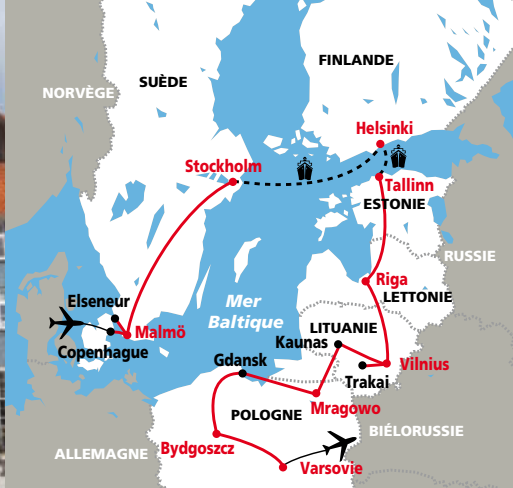 FINLANDE
SUÈDE
NORVÈGE
Helsinki
Stockholm
Tallinn
ESTONIE
RUSSIE
Riga
LETTONIE
Elseneur
Mer
Baltique
Malmö
Copenhague
LITUANIE
Kaunas
Gdansk
Vilnius
Trakai
Mragowo
POLOGNE
BIÉLORUSSIE
Bydgoszcz
ALLEMAGNE
Varsovie